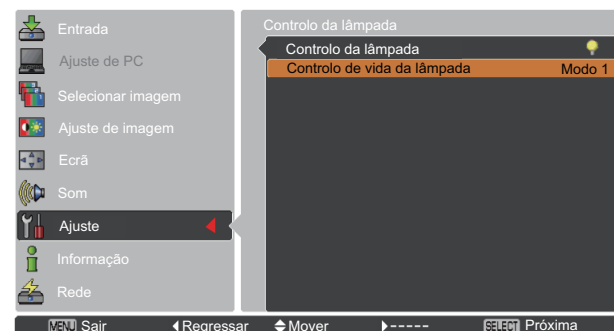 Entrada
Ajuste de PC
Selecionar imagem
Ajuste de imagem
Ecrã
Som
Ajuste
Informação
Rede
Controlo da lâmpada
Controlo da lâmpada
Controlo de vida da lâmpada Modo 1
MENU Sair Regressar Mover ----- SELECT Próxima